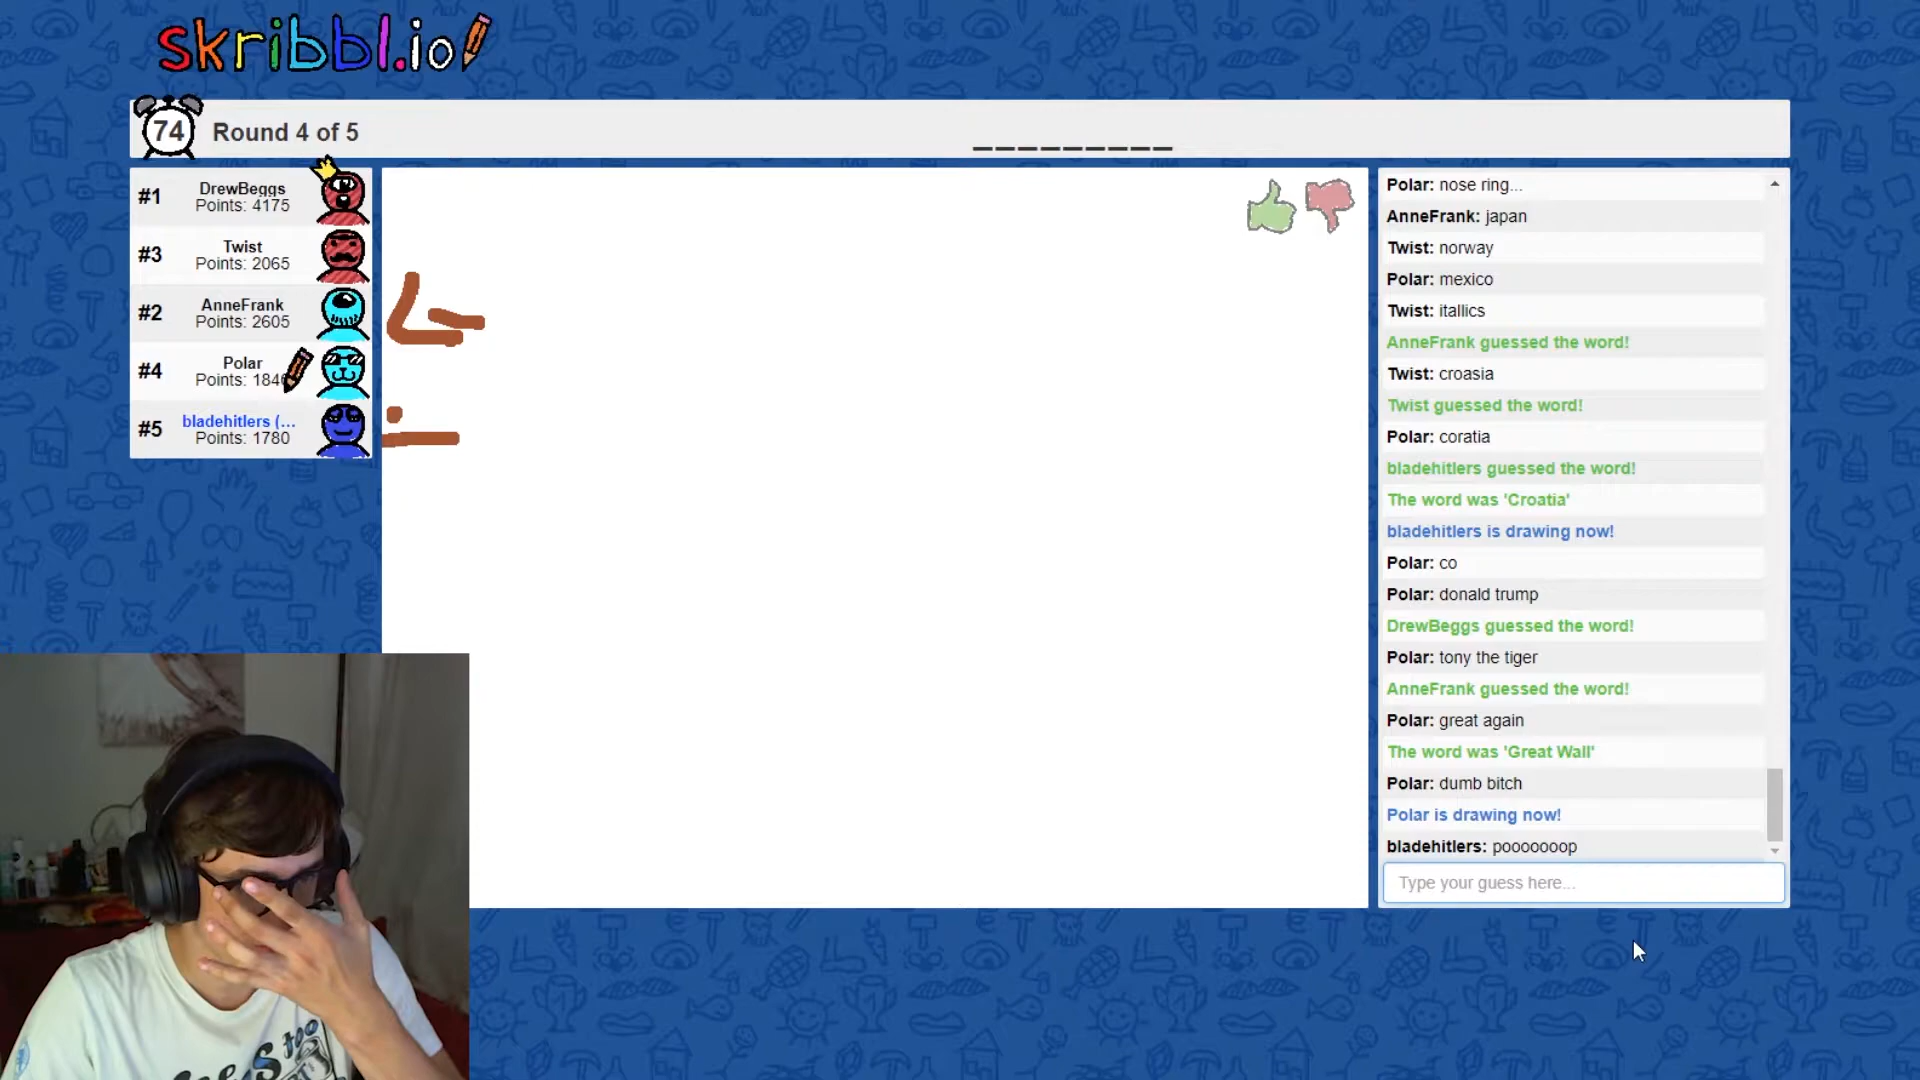 skribbl.io
74
Round 4 of 5
_________
#1
DrewBeggs
Points: 4175
#3
Twist
Points: 2065
#2
AnneFrank
Points: 2605
#4
Polar
Points: 184
#5
bladehitlers (...
Points: 1780
Polar: nose ring...
AnneFrank: japan
Twist: norway
Polar: mexico
Twist: itallics
AnneFrank guessed the word!
Twist: croasia
Twist guessed the word!
Polar: coratia
bladehitlers guessed the word!
The word was 'Croatia'
bladehitlers is drawing now!
Polar: co
Polar: donald trump
DrewBeggs guessed the word!
Polar: tony the tiger
AnneFrank guessed the word!
Polar: great again
The word was 'Great Wall'
Polar: dumb bitch
Polar is drawing now!
bladehitlers: pooooooop
Type your guess here...
too